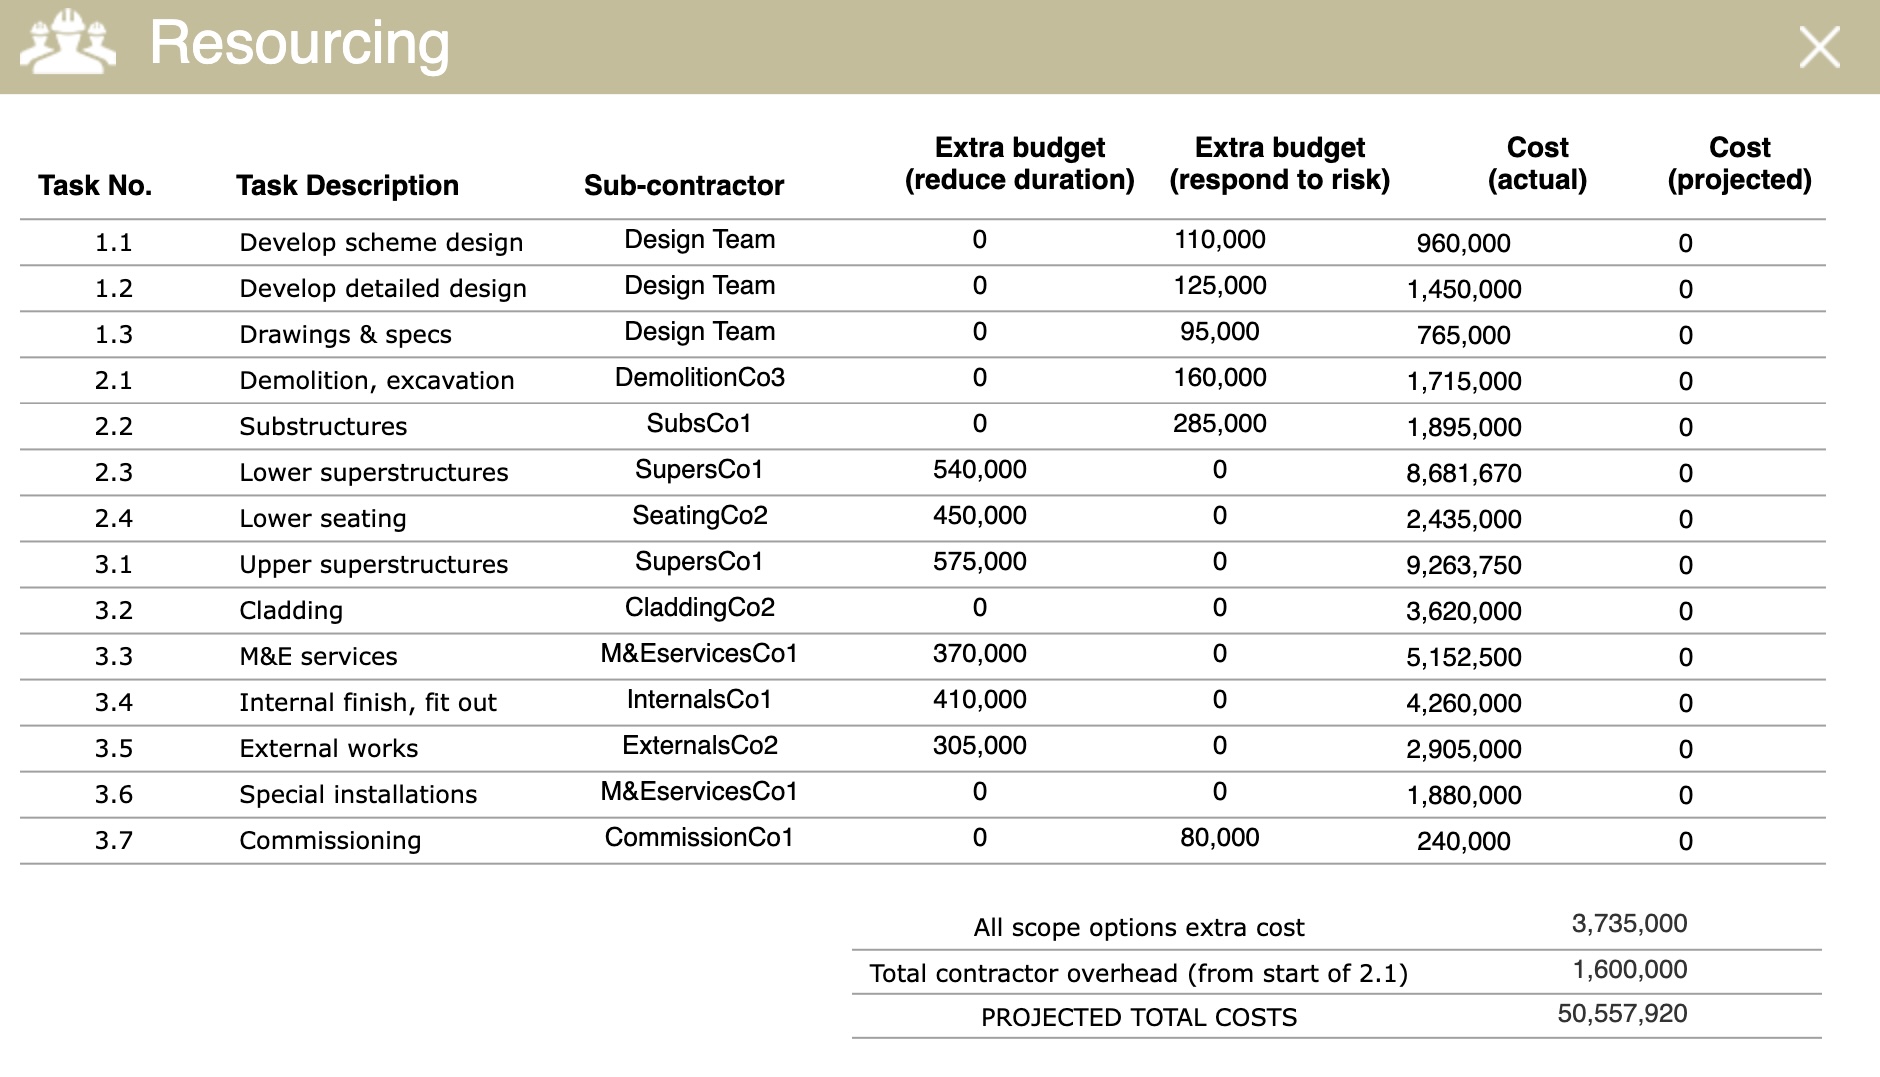 Resourcing
Task No. Task Description Sub-contractor Extra budget (reduce duration) Extra budget (respond to risk) Cost (actual) Cost (projected)
1.1 Develop scheme design Design Team 0 110,000 960,000 0
1.2 Develop detailed design Design Team 0 125,000 1,450,000 0
1.3 Drawings & specs Design Team 0 95,000 765,000 0
2.1 Demolition, excavation DemolitionCo3 0 160,000 1,715,000 0
2.2 Substructures SubsCo1 0 285,000 1,895,000 0
2.3 Lower superstructures SupersCo1 540,000 0 8,681,670 0
2.4 Lower seating SeatingCo2 450,000 0 2,435,000 0
3.1 Upper superstructures SupersCo1 575,000 0 9,263,750 0
3.2 Cladding CladdingCo2 0 0 3,620,000 0
3.3 M&E services M&EservicesCo1 370,000 0 5,152,500 0
3.4 Internal finish, fit out InternalsCo1 410,000 0 4,260,000 0
3.5 External works ExternalsCo2 305,000 0 2,905,000 0
3.6 Special installations M&EservicesCo1 0 0 1,880,000 0
3.7 Commissioning CommissionCo1 0 80,000 240,000 0
All scope options extra cost 3,735,000
Total contractor overhead (from start of 2.1) 1,600,000
PROJECTED TOTAL COSTS 50,557,920